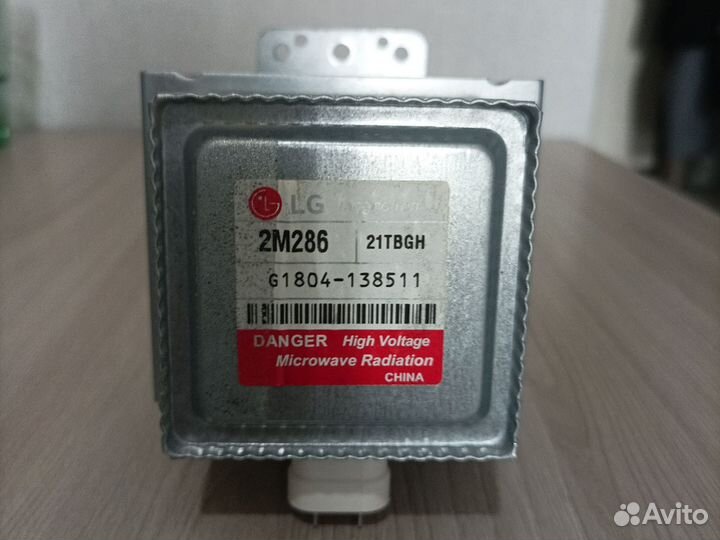 LG
2M286 21TBGH
G1804-138511
DANGER High Voltage
Microwave Radiation
CHINA
Avito